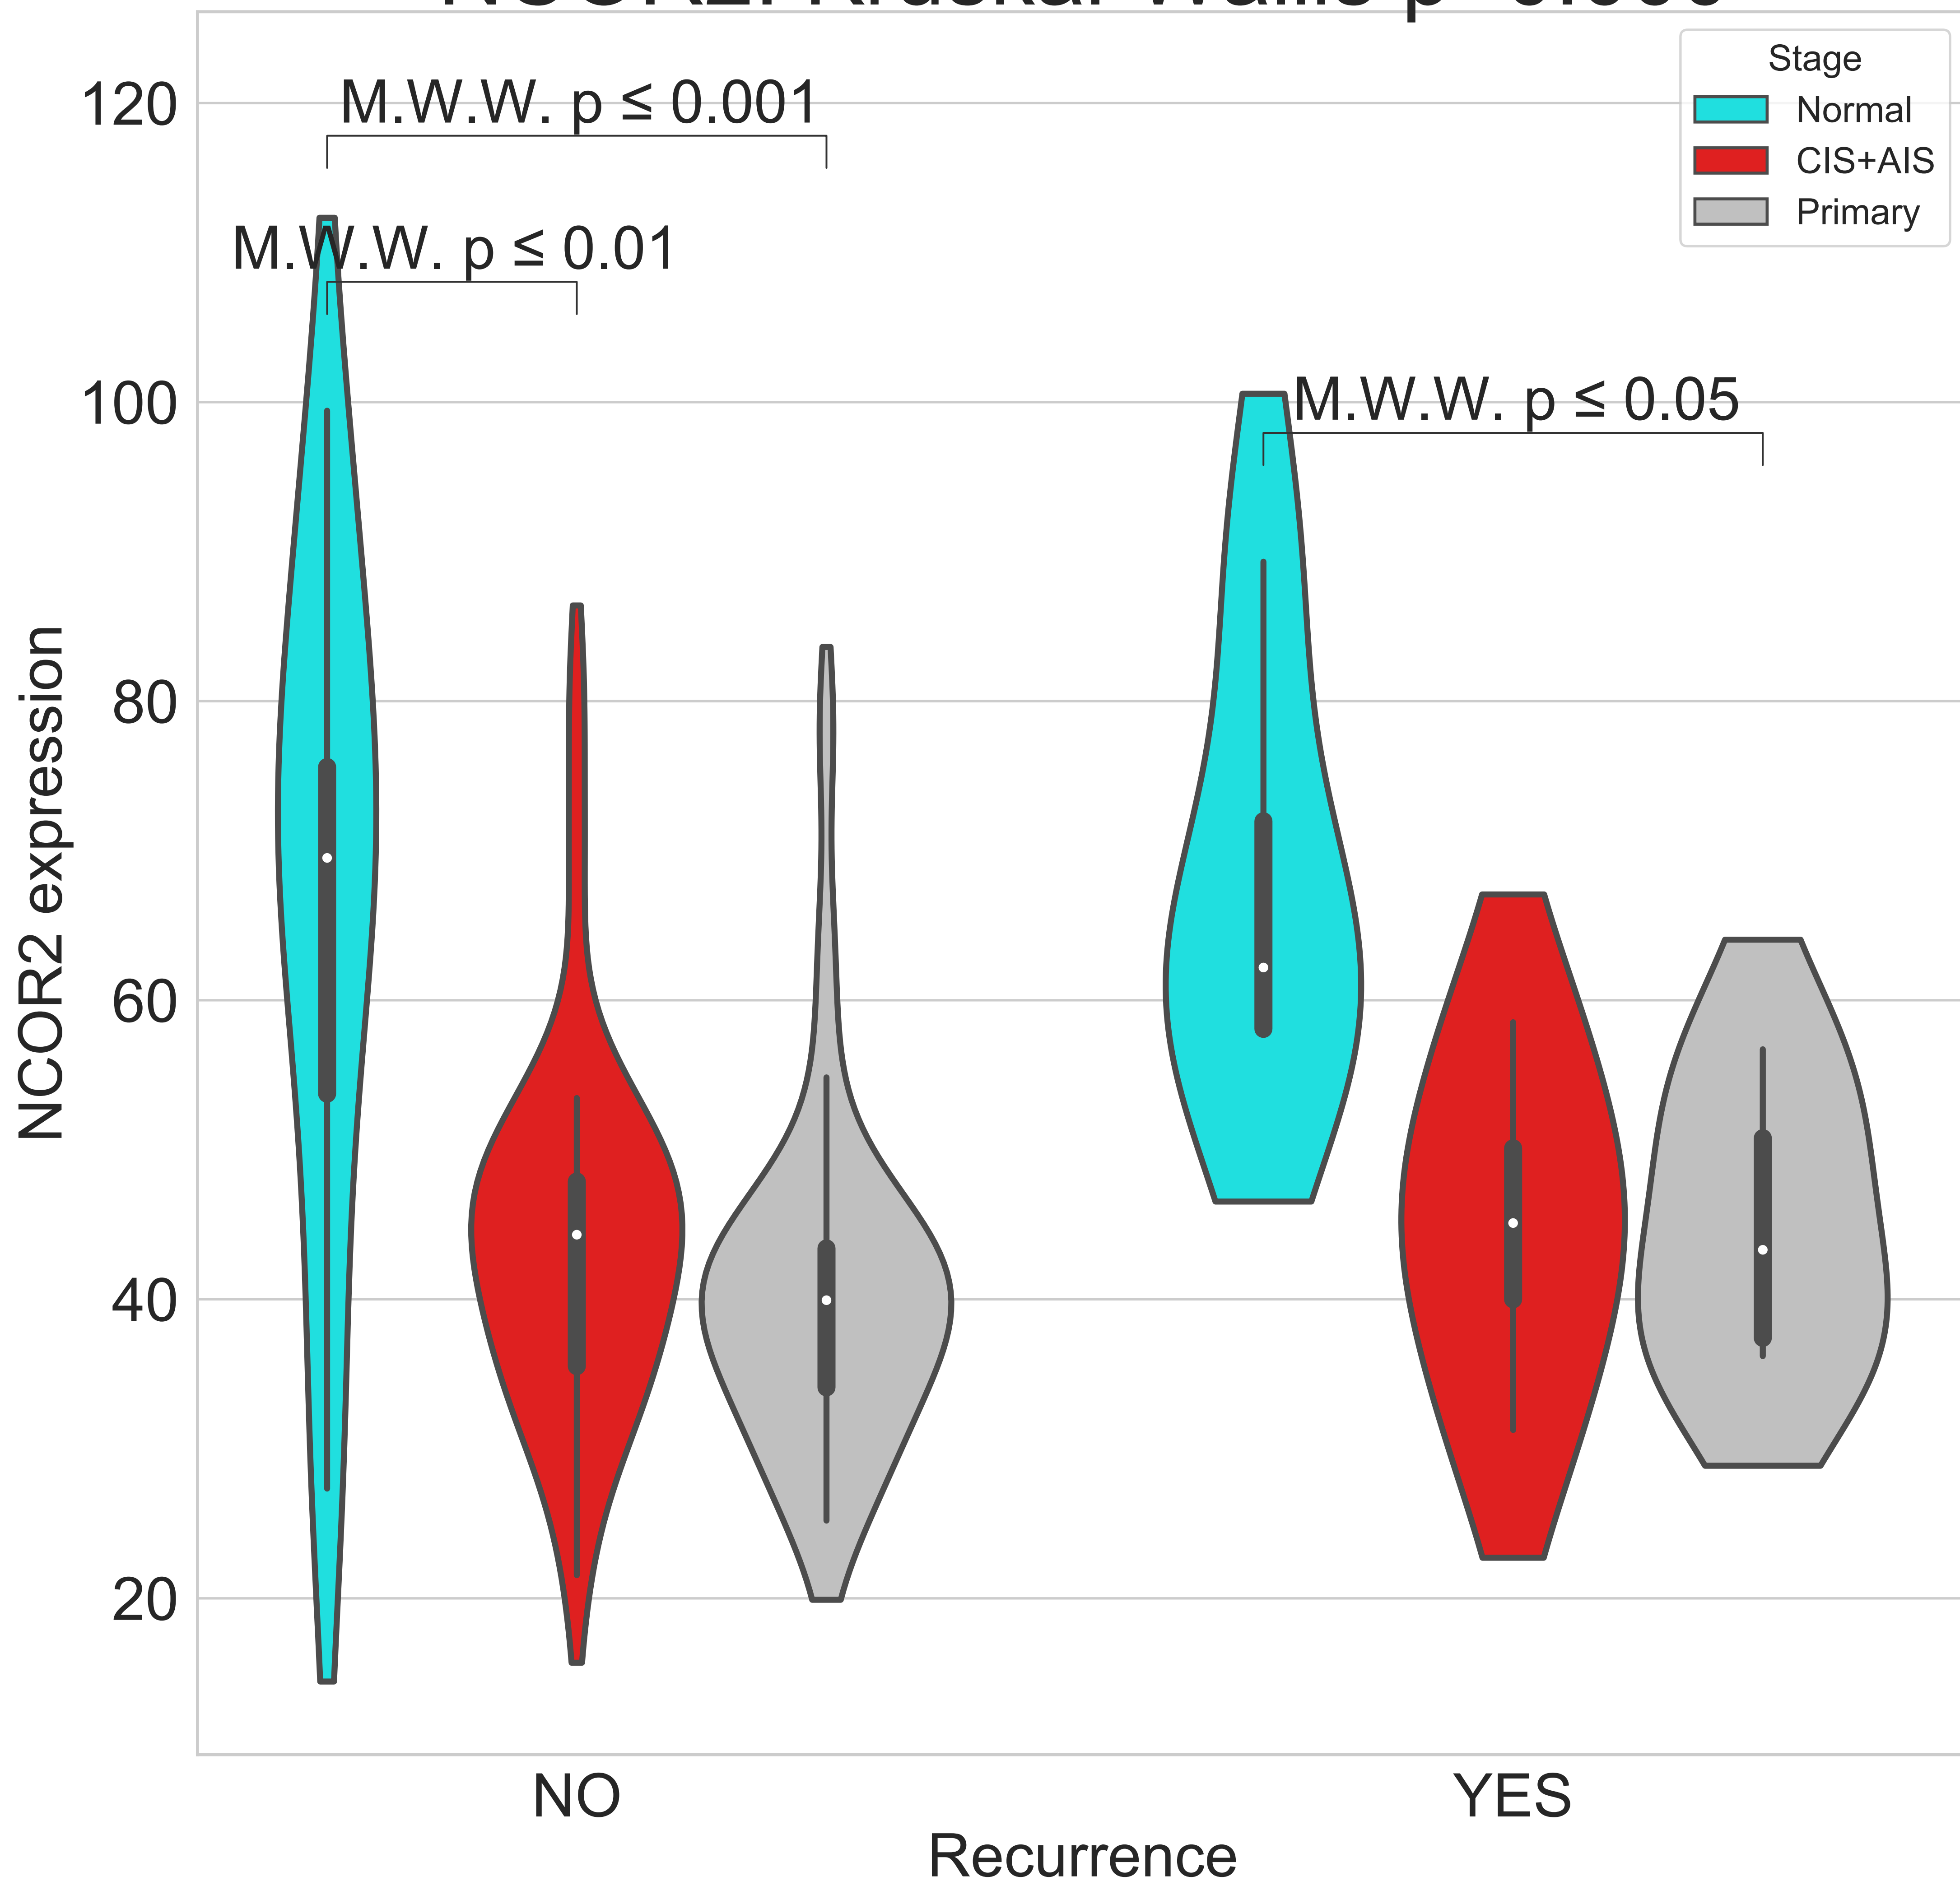 Stage
Normal
CIS+AIS
Primary
M.W.W. p ≤ 0.001
M.W.W. p ≤ 0.01
M.W.W. p ≤ 0.05
120
100
80
60
40
20
NCOR2 expression
NO
YES
Recurrence